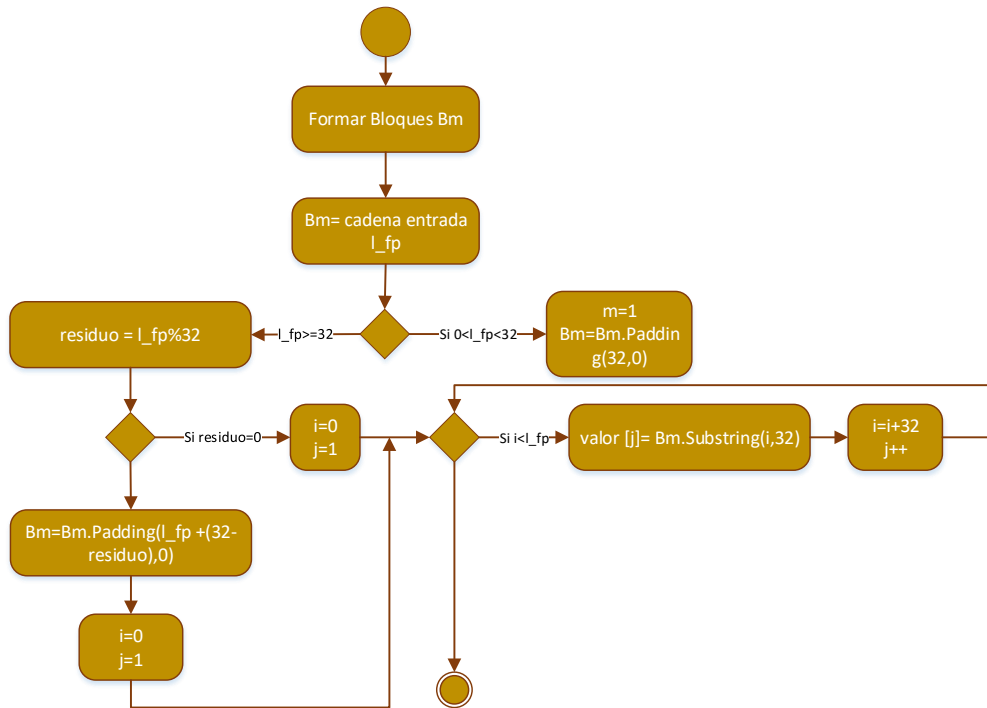 Formar Bloques Bm
Bm= cadena entrada
l_fp
residuo = l_fp%32
l_fp>=32
Si 0<l_fp<32
m=1
Bm=Bm.Paddin
g(32,0)
Si residuo=0
i=0
j=1
Si i<l_fp
valor [j]= Bm.Substring(i,32)
i=i+32
j++
Bm=Bm.Padding(l_fp +(32-
residuo),0)
i=0
j=1